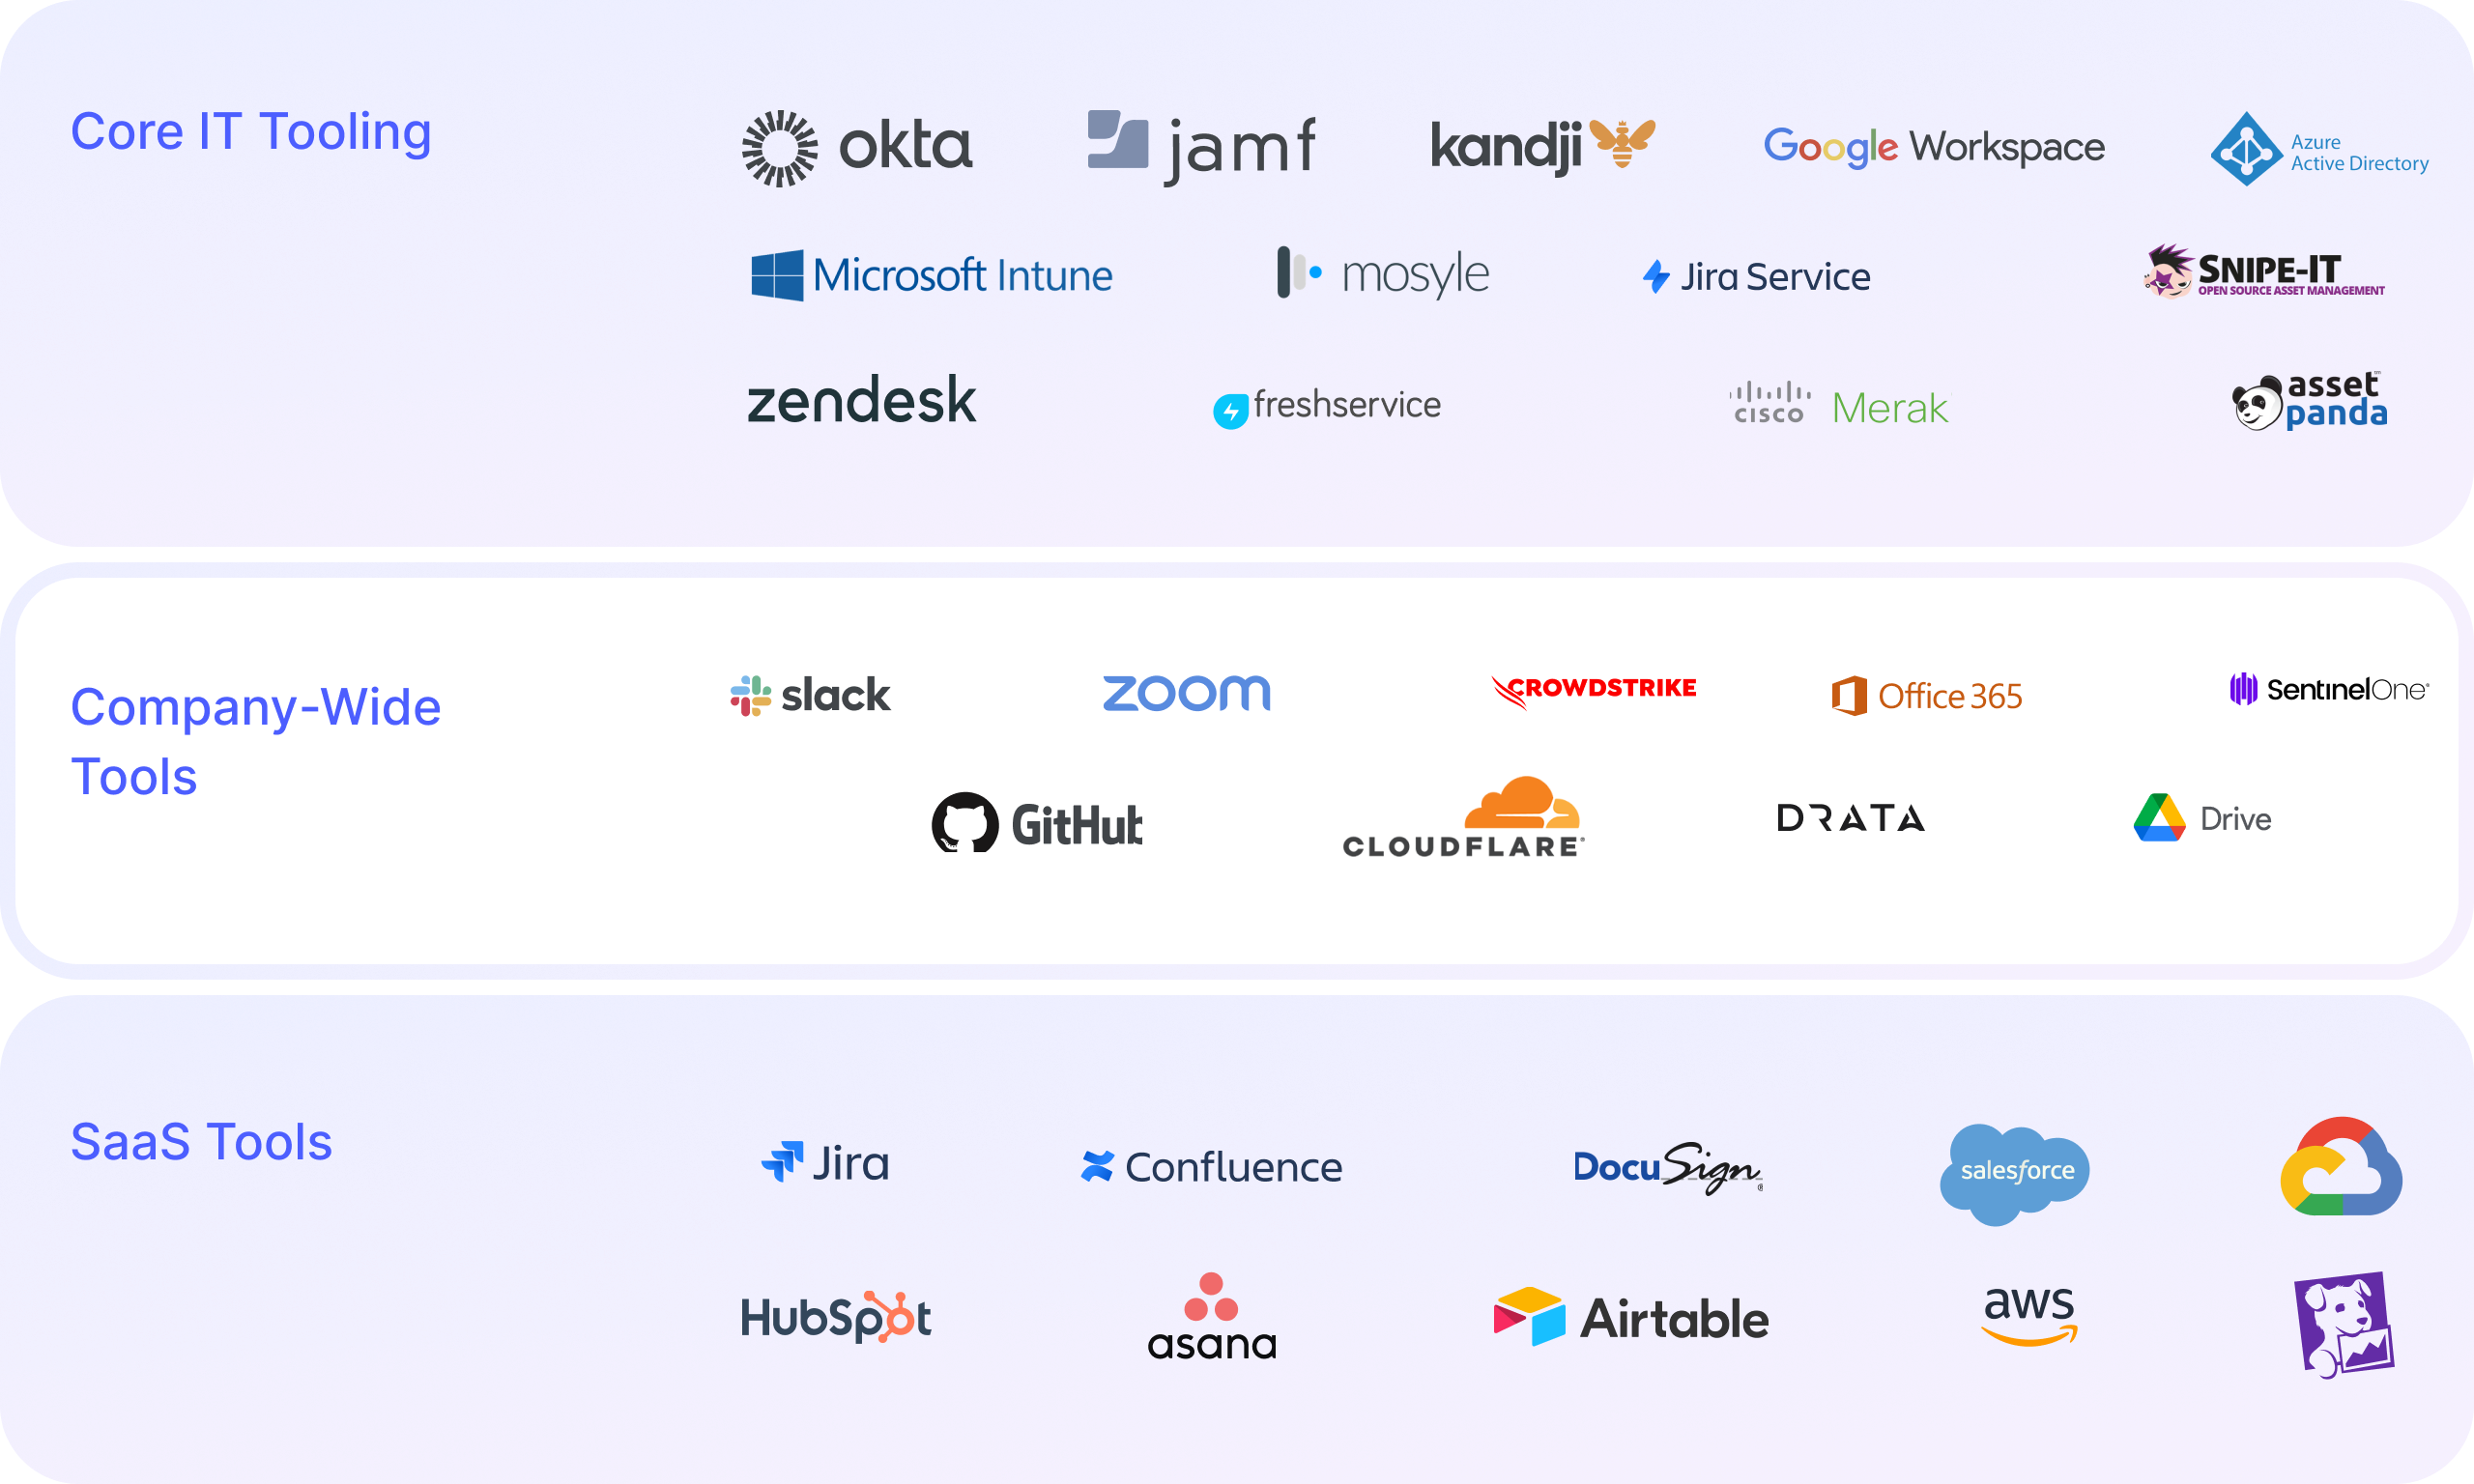 Core IT Tooling
okta
jamf
kandji
Google Workspace
Azure
Active Directory
Microsoft Intune
mosyle
Jira Service
SNIPE-IT
OPEN SOURCE ASSET MANAGEMENT
zendesk
freshservice
cisco Merak
asset™
panda
Company-Wide
Tools
slack
zoom
CROWDSTRIKE
Office 365
SentinelOne®
GitHub
CLOUDFLARE®
DRATA
Drive
SaaS Tools
Jira
Confluence
DocuSign®
salesforce
HubSpot
asana
Airtable
aws